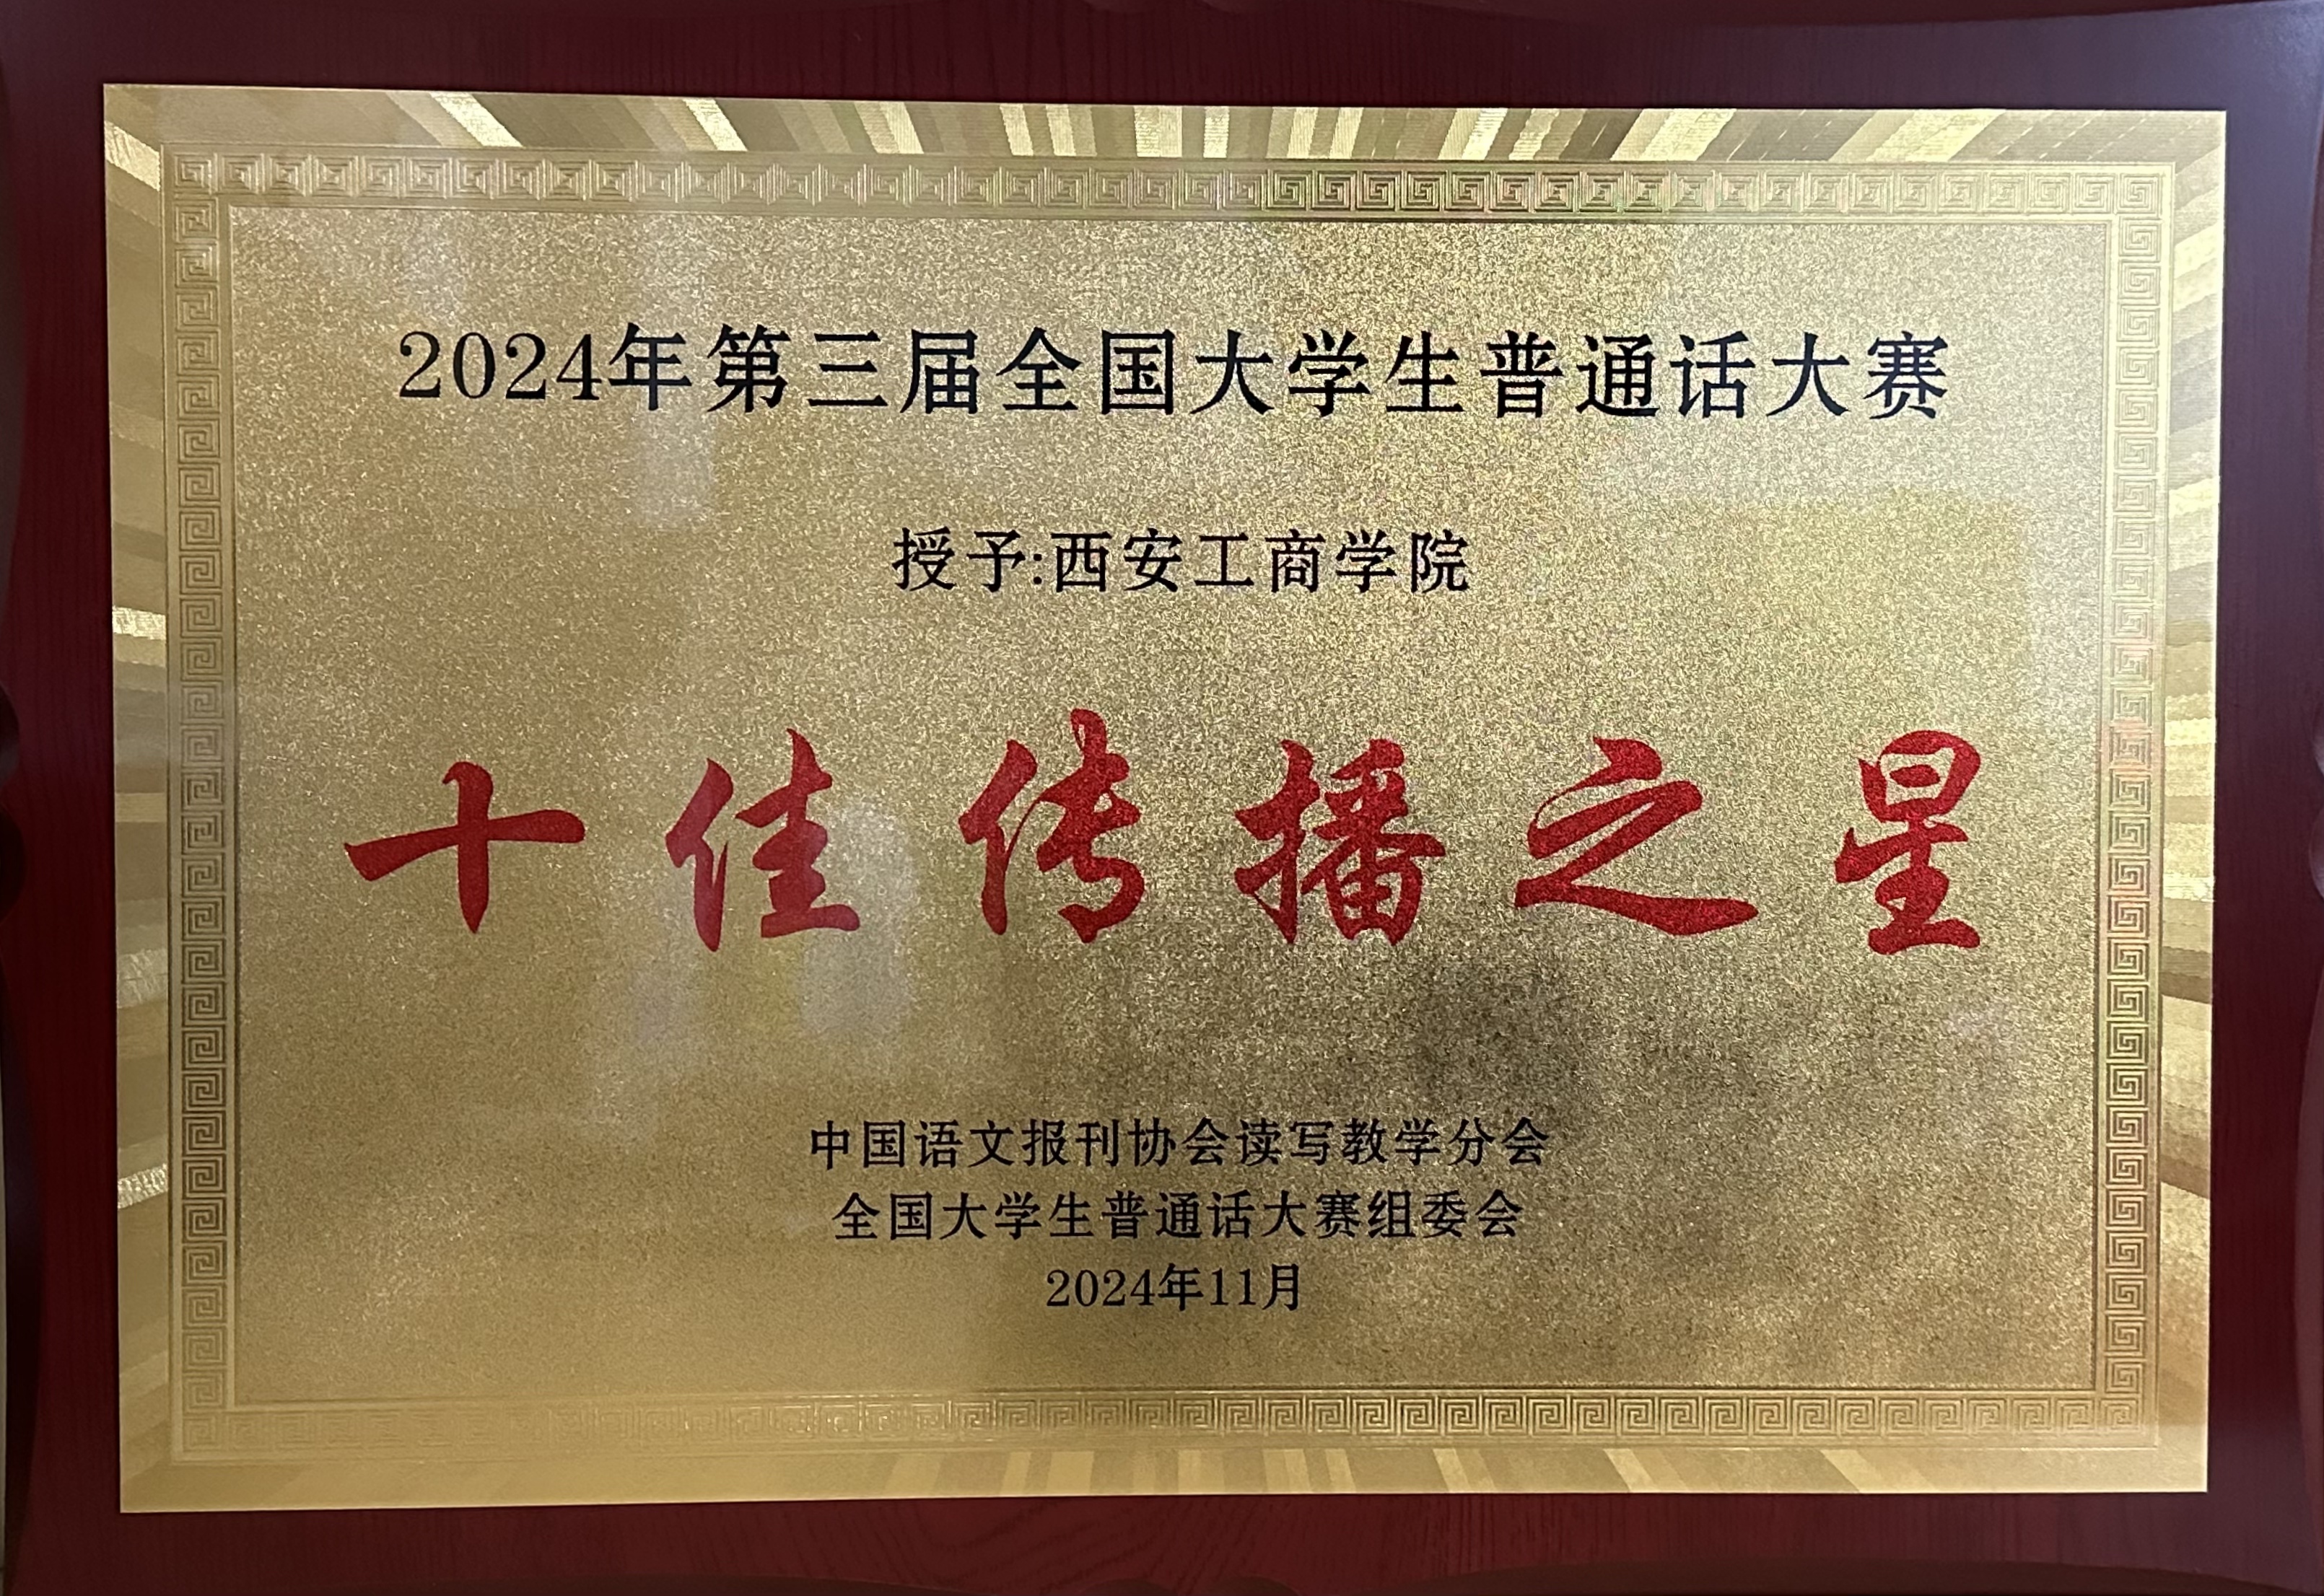 2024年第三届全国大学生普通话大赛
授予:西安工商学院
十佳传播之星
中国语文报刊协会读写教学分会
全国大学生普通话大赛组委会
2024年11月